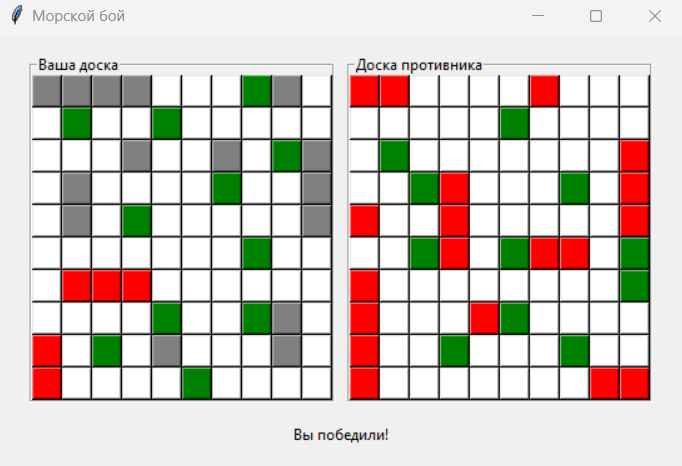 Морской бой
Ваша доска
Доска противника
Вы победили!